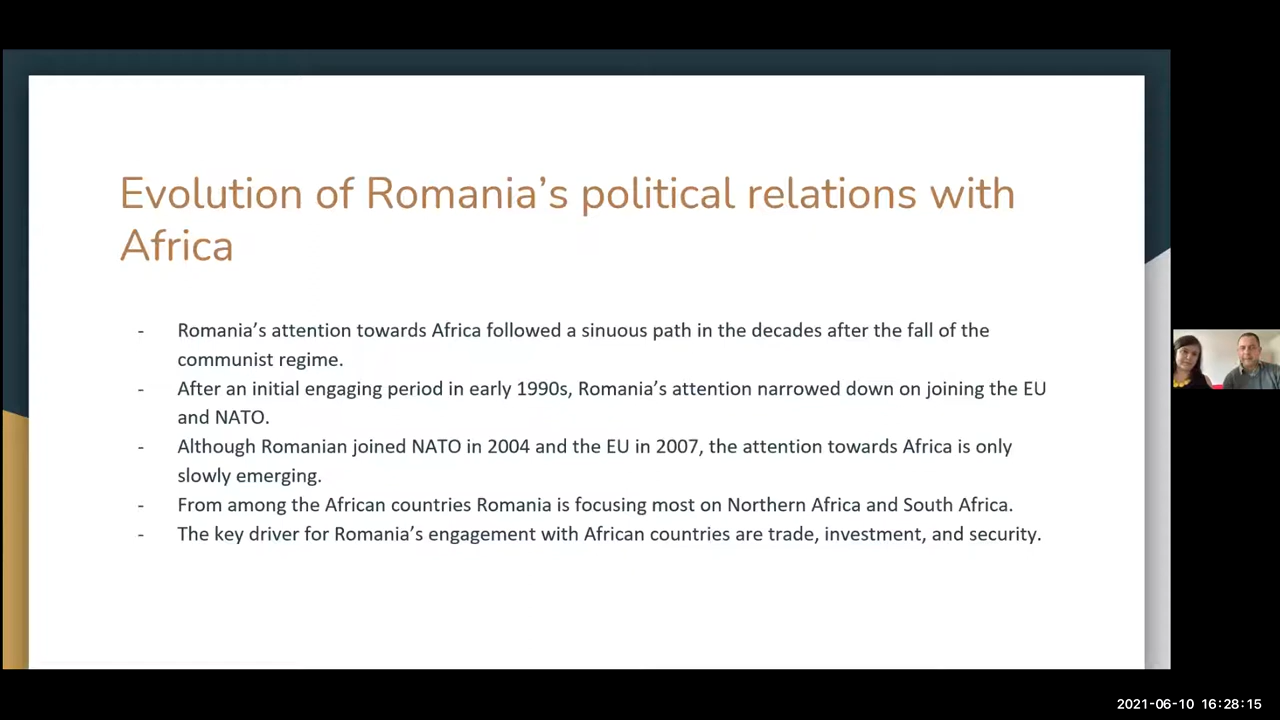 Evolution of Romania’s political relations with
Africa
- Romania’s attention towards Africa followed a sinuous path in the decades after the fall of the
communist regime.
- After an initial engaging period in early 1990s, Romania’s attention narrowed down on joining the EU
and NATO.
- Although Romanian joined NATO in 2004 and the EU in 2007, the attention towards Africa is only
slowly emerging.
- From among the African countries Romania is focusing most on Northern Africa and South Africa.
- The key driver for Romania’s engagement with African countries are trade, investment, and security.
2021-06-10 16:28:15